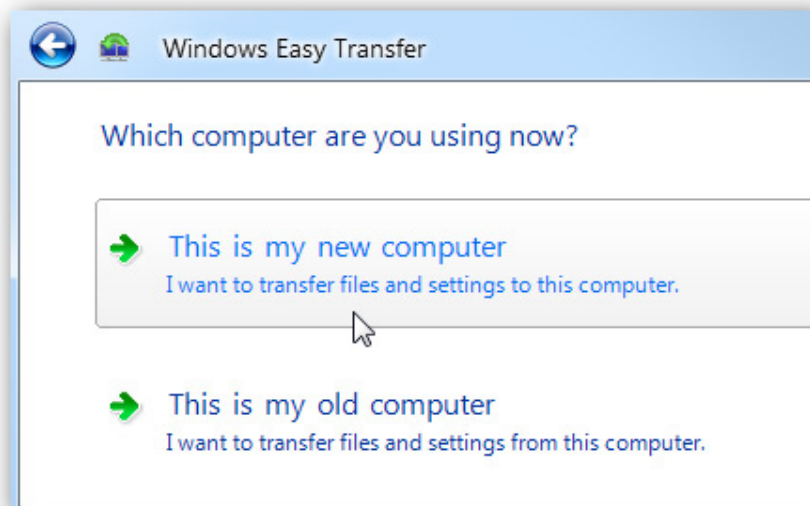 Windows Easy Transfer
Which computer are you using now?
This is my new computer
I want to transfer files and settings to this computer.
This is my old computer
I want to transfer files and settings from this computer.